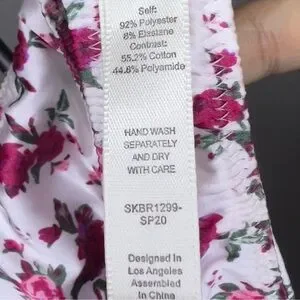 Self:
92% Polyester
8% Elastane
Contrast:
55.2% Cotton
44.8% Polyamide
HAND WASH
SEPARATELY
AND DRY
WITH CARE
SKBR1299-
SP20
Designed In
Los Angeles
Assembled
In China